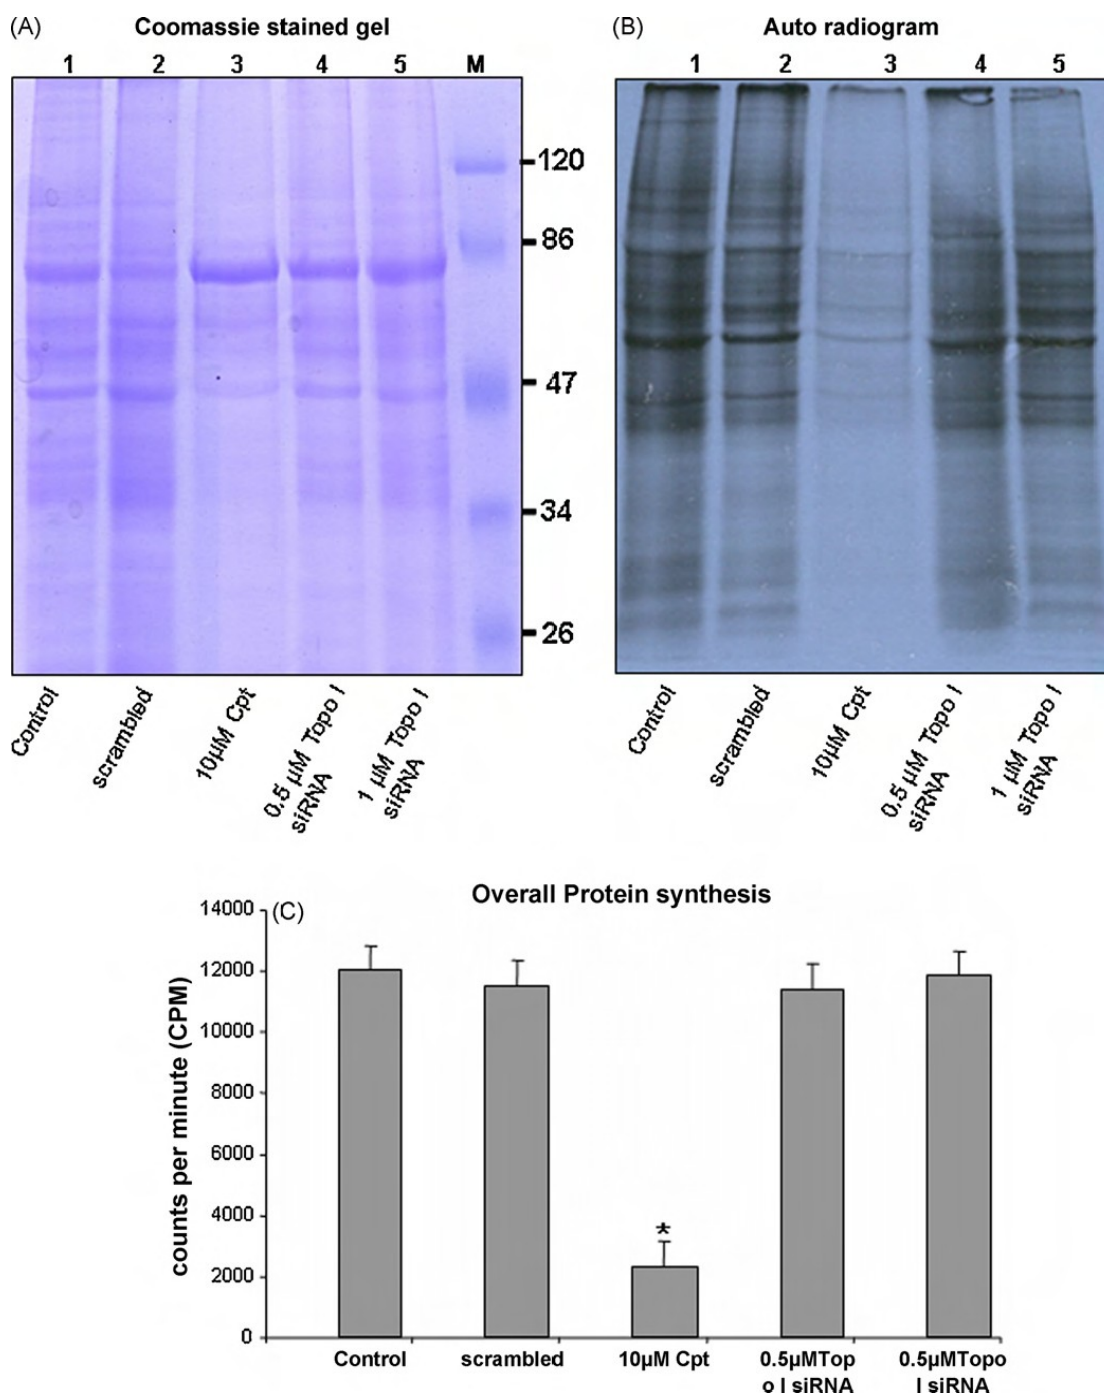 (A) Coomassie stained gel
1 2 3 4 5 M
120
86
47
34
26
Control
scrambled
10µM Cpt
0.5 µM Topo I
siRNA
1 µM Topo I
siRNA
(B) Auto radiogram
1 2 3 4 5
Control
scrambled
10µM Cpt
0.5 µM Topo I
siRNA
1 µM Topo I
siRNA
(C) Overall Protein synthesis
counts per minute (CPM)
14000
12000
10000
8000
6000
4000
2000
0
*
Control
scrambled
10µM Cpt
0.5µMTop
o I siRNA
0.5µMTopo
I siRNA